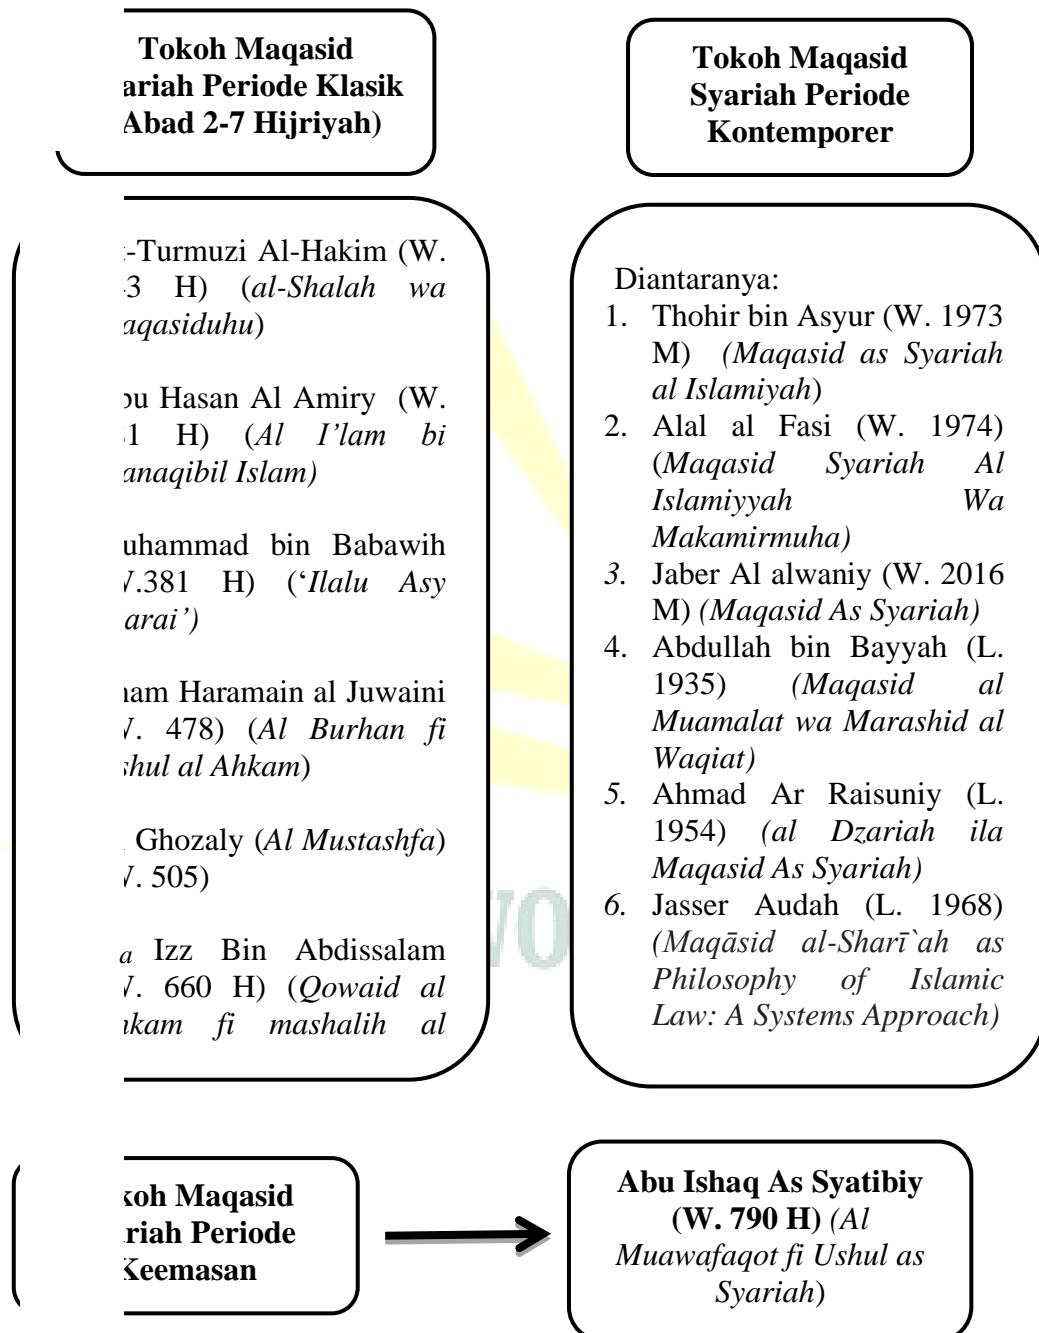 Tokoh Maqasid
ariah Periode Klasik
Abad 2-7 Hijriyah)
-Turmuzi Al-Hakim (W.
3 H) (al-Shalah wa
aqasiduhu)
bu Hasan Al Amiry (W.
1 H) (Al I’lam bi
anaqibil Islam)
uhammad bin Babawih
.381 H) (‘Ilalu Asy
arai’)
am Haramain al Juwaini
. 478) (Al Burhan fi
shul al Ahkam)
Ghozaly (Al Mustashfa)
. 505)
a Izz Bin Abdissalam
. 660 H) (Qowaid al
hkam fi mashalih al
Tokoh Maqasid
Syariah Periode
Kontemporer
Diantaranya:
1. Thohir bin Asyur (W. 1973
M) (Maqasid as Syariah
al Islamiyah)
2. Alal al Fasi (W. 1974)
(Maqasid Syariah Al
Islamiyyah Wa
Makamirmuha)
3. Jaber Al alwaniy (W. 2016
M) (Maqasid As Syariah)
4. Abdullah bin Bayyah (L.
1935) (Maqasid al
Muamalat wa Marashid al
Waqiat)
5. Ahmad Ar Raisuniy (L.
1954) (al Dzariah ila
Maqasid As Syariah)
6. Jasser Audah (L. 1968)
(Maqāsid al-Sharī`ah as
Philosophy of Islamic
Law: A Systems Approach)
koh Maqasid
riah Periode
Keemasan
Abu Ishaq As Syatibiy
(W. 790 H) (Al
Muawafaqot fi Ushul as
Syariah)